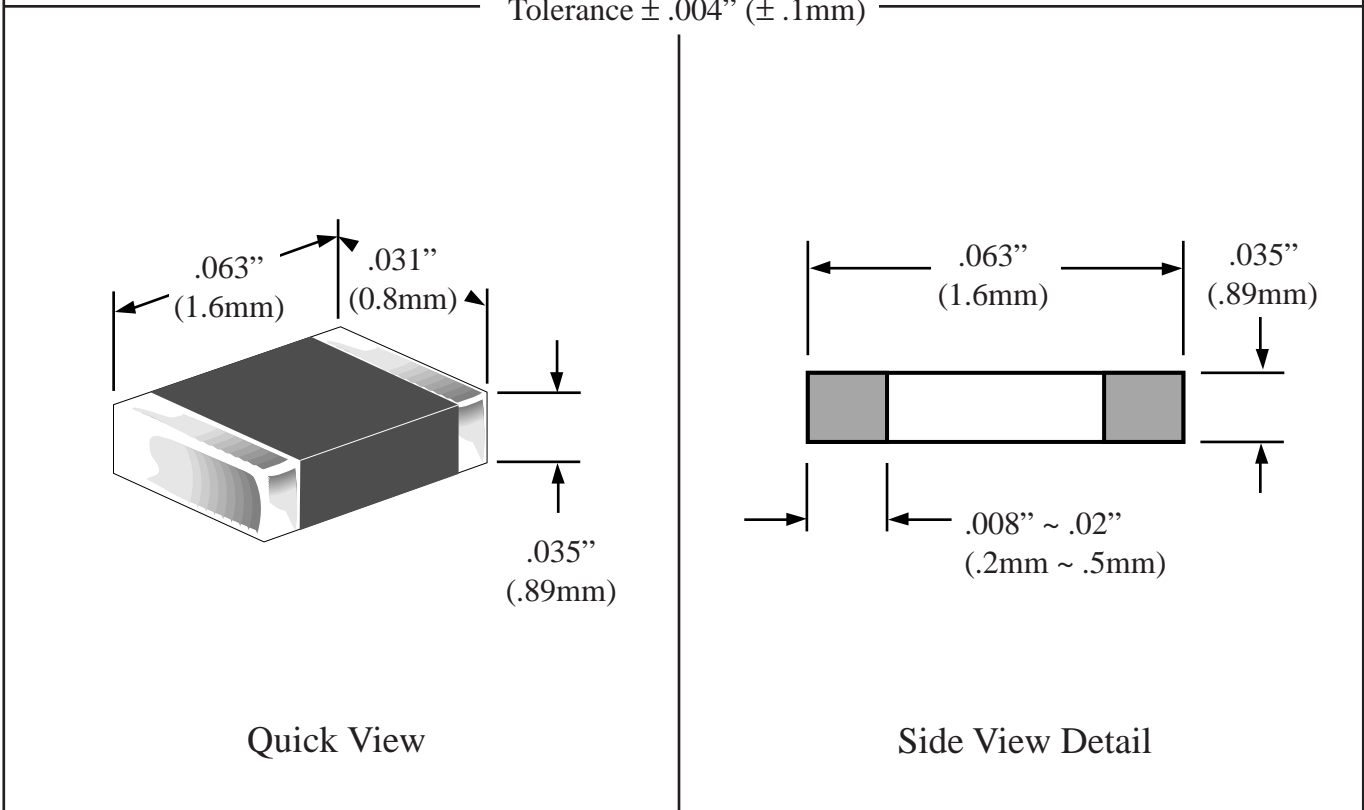 Tolerance ± .004” (± .1mm)
.063”
(1.6mm)
.031”
(0.8mm)
.035”
(.89mm)
Quick View
.063”
(1.6mm)
.035”
(.89mm)
.008” ~ .02”
(.2mm ~ .5mm)
Side View Detail